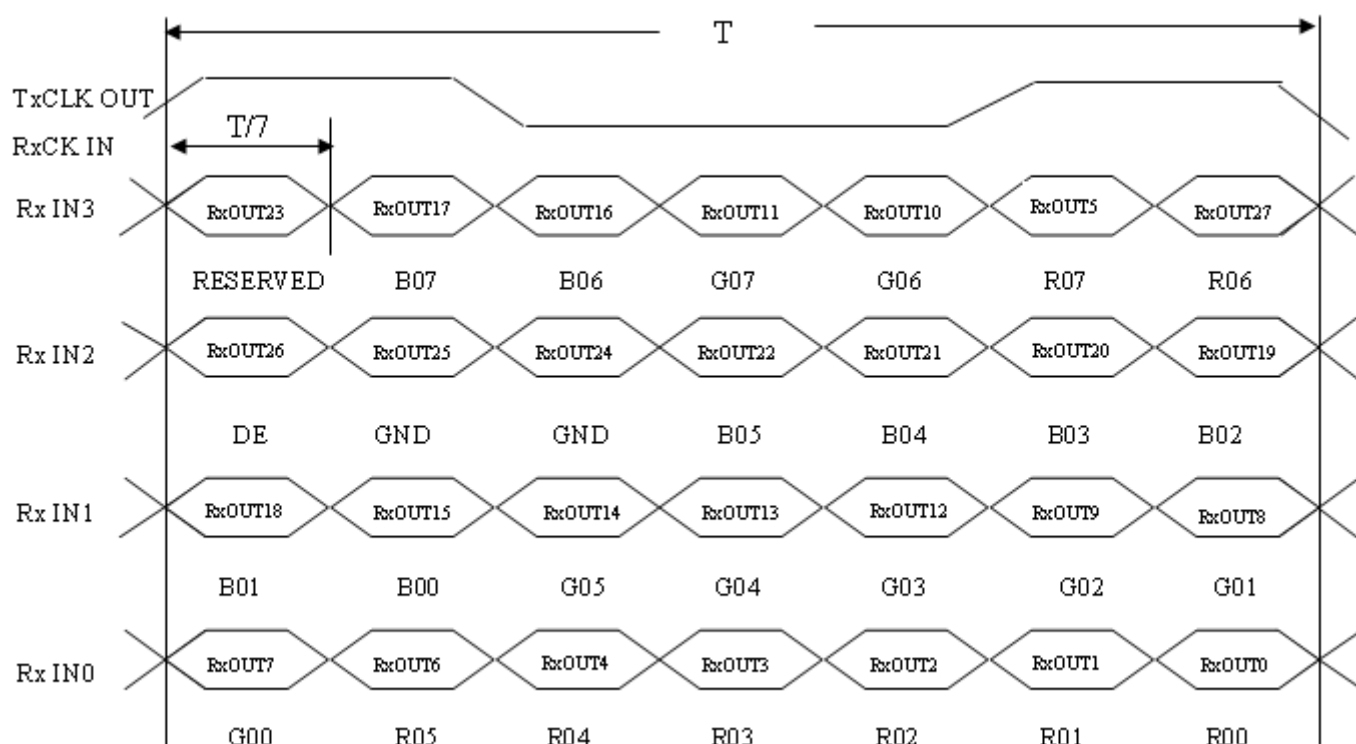 T
TxCLK OUT
T/7
RxCK IN
Rx IN3 RxOUT23 RxOUT17 RxOUT16 RxOUT11 RxOUT10 RxOUT5 RxOUT27
RESERVED B07 B06 G07 G06 R07 R06
Rx IN2 RxOUT26 RxOUT25 RxOUT24 RxOUT22 RxOUT21 RxOUT20 RxOUT19
DE GND GND B05 B04 B03 B02
Rx IN1 RxOUT18 RxOUT15 RxOUT14 RxOUT13 RxOUT12 RxOUT9 RxOUT8
B01 B00 G05 G04 G03 G02 G01
Rx IN0 RxOUT7 RxOUT6 RxOUT4 RxOUT3 RxOUT2 RxOUT1 RxOUT0
G00 R05 R04 R03 R02 R01 R00